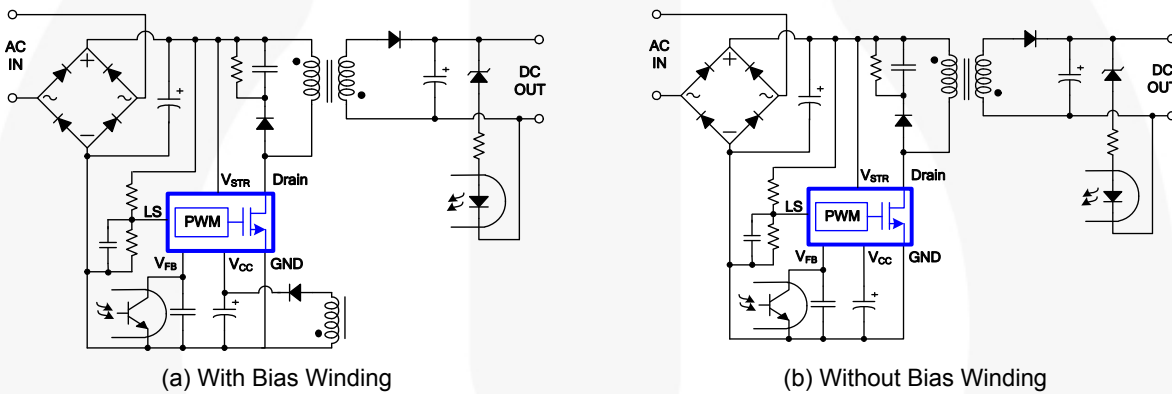 AC
IN
+
~
~
−
+
+
DC
OUT
VSTR
Drain
LS
PWM
VFB
VCC
GND
+
(a) With Bias Winding
AC
IN
+
~
~
−
+
+
DC
OUT
VSTR
Drain
LS
PWM
VFB
VCC
GND
+
(b) Without Bias Winding